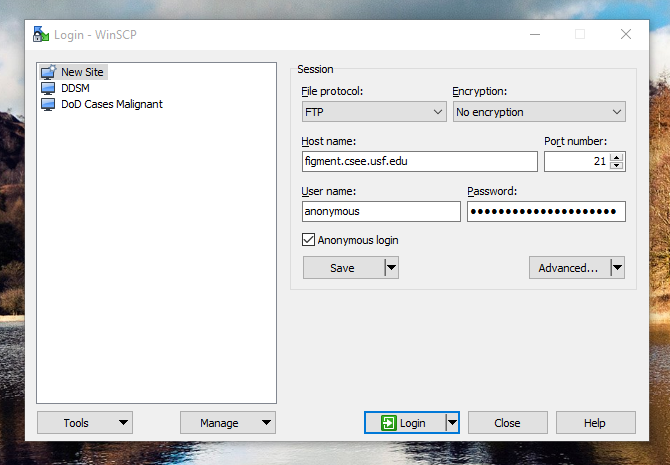 Login - WinSCP
New Site
DDSM
DoD Cases Malignant
Session
File protocol:
Encryption:
FTP
No encryption
Host name:
Port number:
figment.csee.usf.edu
21
User name:
Password:
anonymous
●●●●●●●●●●●●●●●●●●●●●
Anonymous login
Save
Advanced...
Tools
Manage
Login
Close
Help